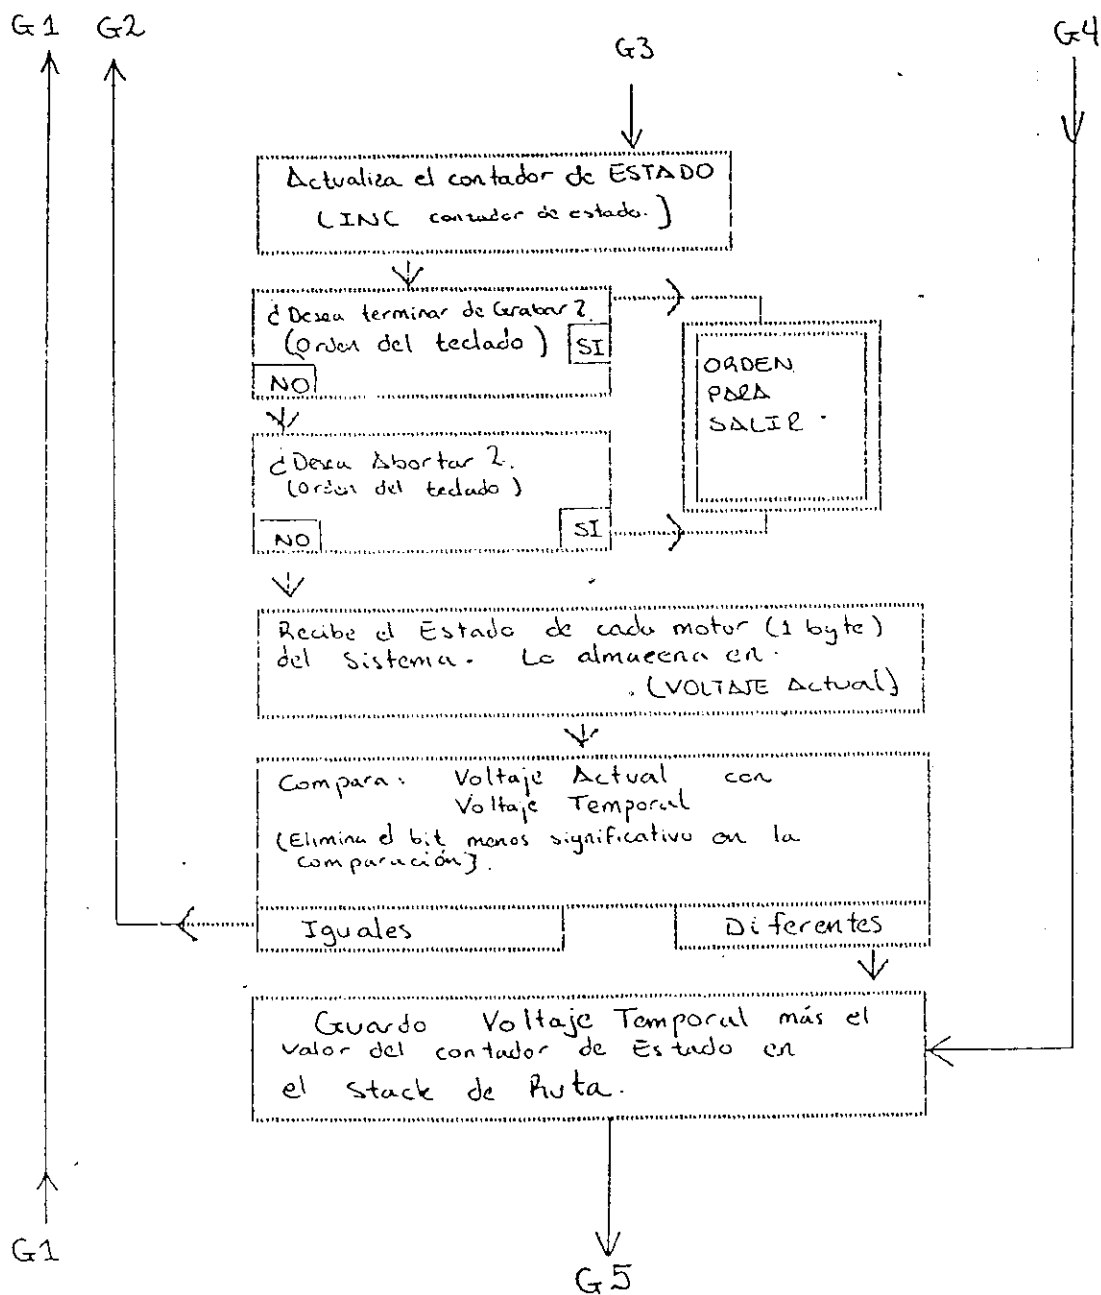 G1 G2
G3
G4
Actualiza el contador de ESTADO
(INC contador de estado.)
¿Desea terminar de Grabar?
(Orden del teclado) SI
NO
ORDEN
PARA
SALIR.
¿Desea Abortar?
(Orden del teclado)
NO SI
Recibe el Estado de cada motor (1 byte)
del Sistema. Lo almacena en.
. (VOLTAJE Actual)
Compara: Voltaje Actual con
Voltaje Temporal
(Elimina el bit menos significativo en la
comparación).
Iguales Diferentes
Guardo Voltaje Temporal más el
valor del contador de Estado en
el Stack de Ruta.
G1
G5